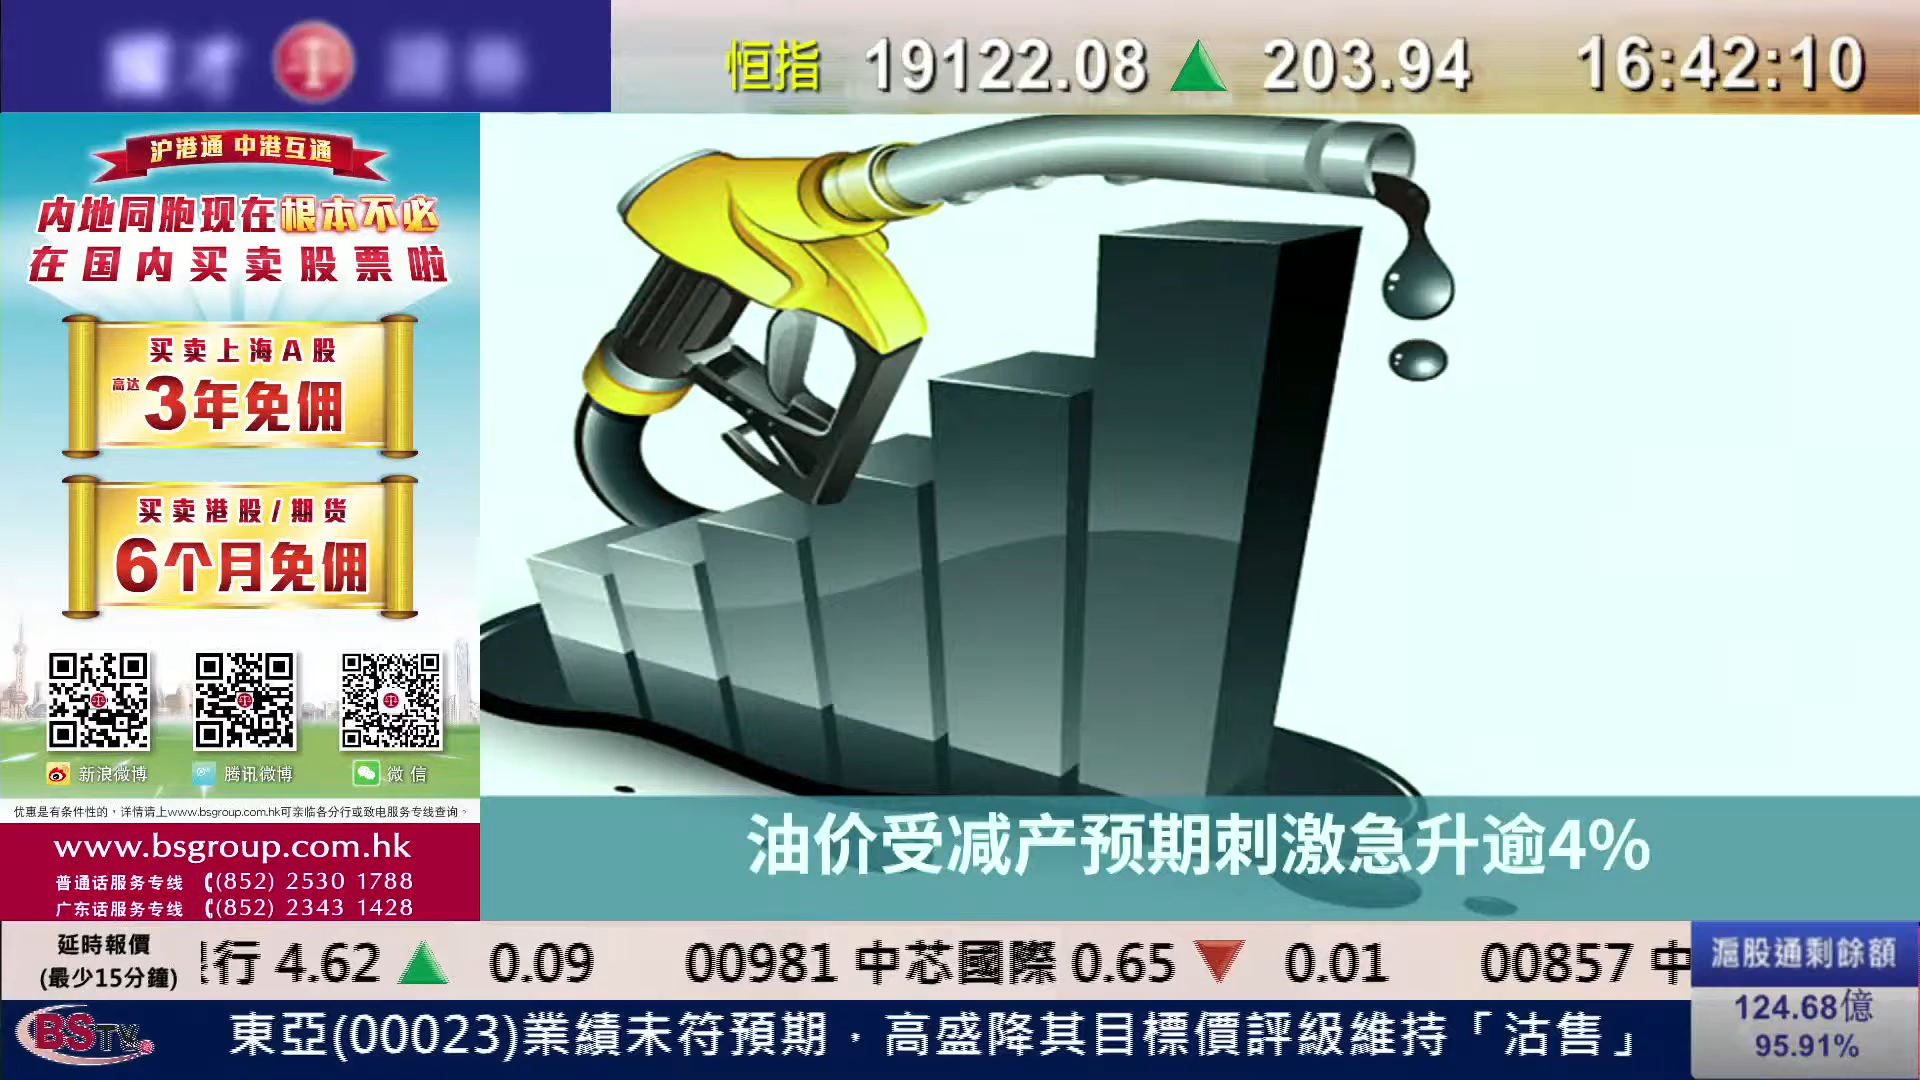 恒指 19122.08 203.94 16:42:10
沪港通 中港互通
内地同胞现在根本不必
在国内买卖股票啦
买卖上海A股
高达3年免佣
买卖港股/期货
6个月免佣
新浪微博 腾讯微博 微信
优惠是有条件性的，详情请上www.bsgroup.com.hk可亲临各分行或致电服务专线查询。
www.bsgroup.com.hk
普通话服务专线 (852) 2530 1788
广东话服务专线 (852) 2343 1428
油价受减产预期刺激急升逾4%
延時報價
(最少15分鐘)
行 4.62 0.09 00981 中芯國際 0.65 0.01 00857 中
滬股通剩餘額
124.68億
95.91%
BSTV
東亞(00023)業績未符預期．高盛降其目標價評級維持「沽售」